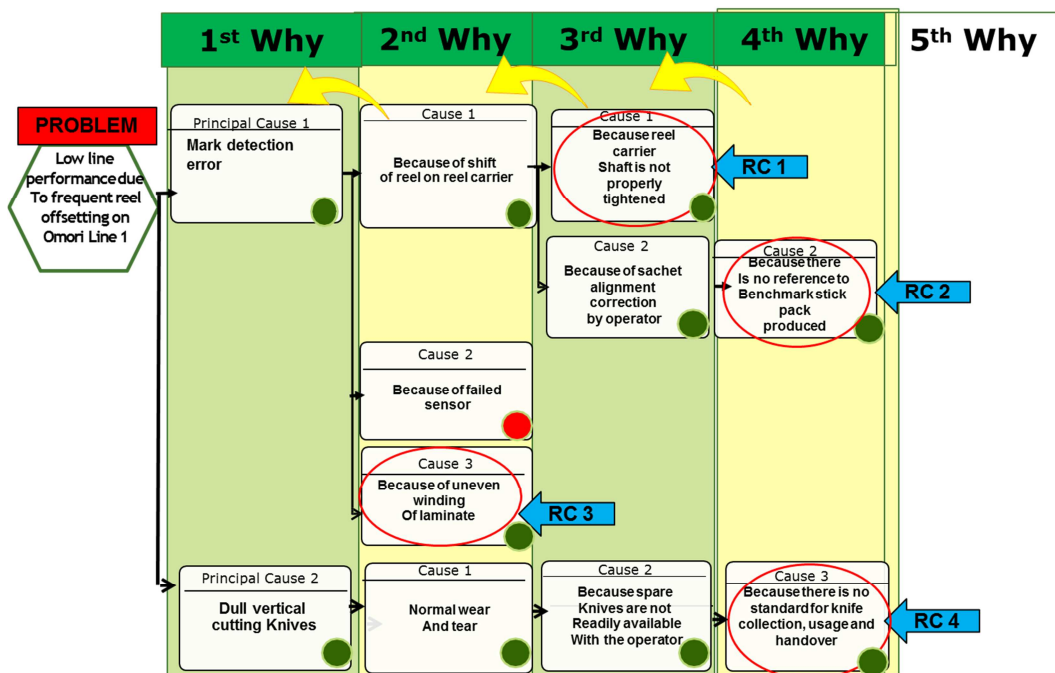 1st Why
2nd Why
3rd Why
4th Why
5th Why
PROBLEM
Low line
performance due
To frequent reel
offsetting on
Omori Line 1
Principal Cause 1
Mark detection
error
Cause 1
Because of shift
of reel on reel carrier
Cause 1
Because reel
carrier
Shaft is not
properly
tightened
RC 1
Cause 2
Because of sachet
alignment
correction
by operator
Cause 2
Because there
Is no reference to
Benchmark stick
pack
produced
RC 2
Cause 2
Because of failed
sensor
Cause 3
Because of uneven
winding
Of laminate
RC 3
Principal Cause 2
Dull vertical
cutting Knives
Cause 1
Normal wear
And tear
Cause 2
Because spare
Knives are not
Readily available
With the operator
Cause 3
Because there is no
standard for knife
collection, usage and
handover
RC 4